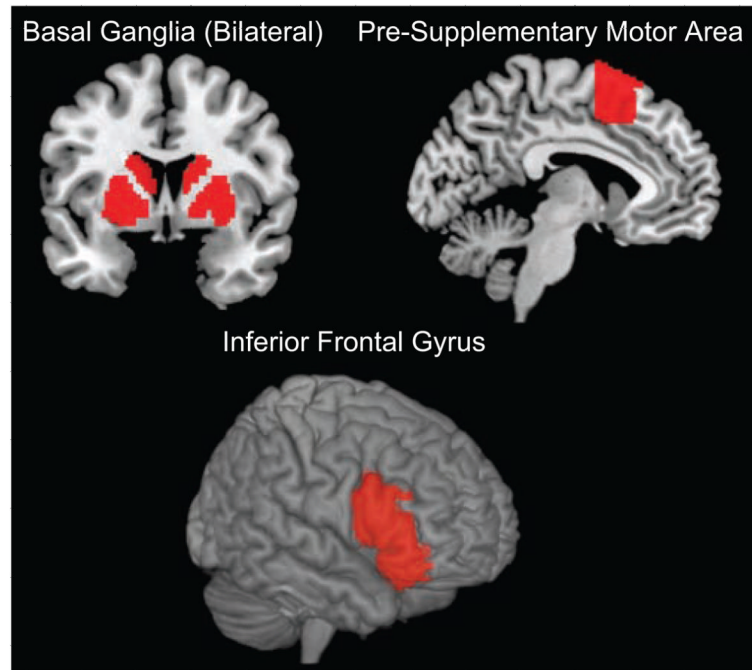 Basal Ganglia (Bilateral)
Pre-Supplementary Motor Area
Inferior Frontal Gyrus